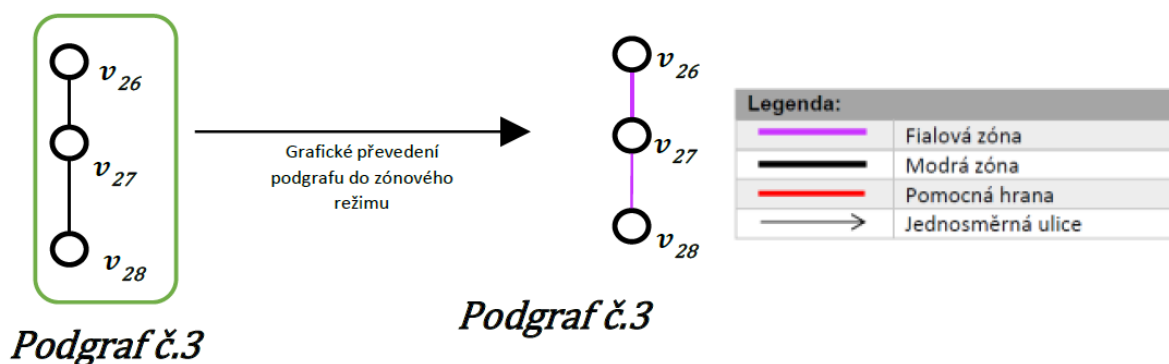 v 26
v 27
v 28
Podgraf č.3
Grafické převedení
podgrafu do zónového
režimu
v 26
v 27
v 28
Podgraf č.3
Legenda:
Fialová zóna
Modrá zóna
Pomocná hrana
Jednosměrná ulice